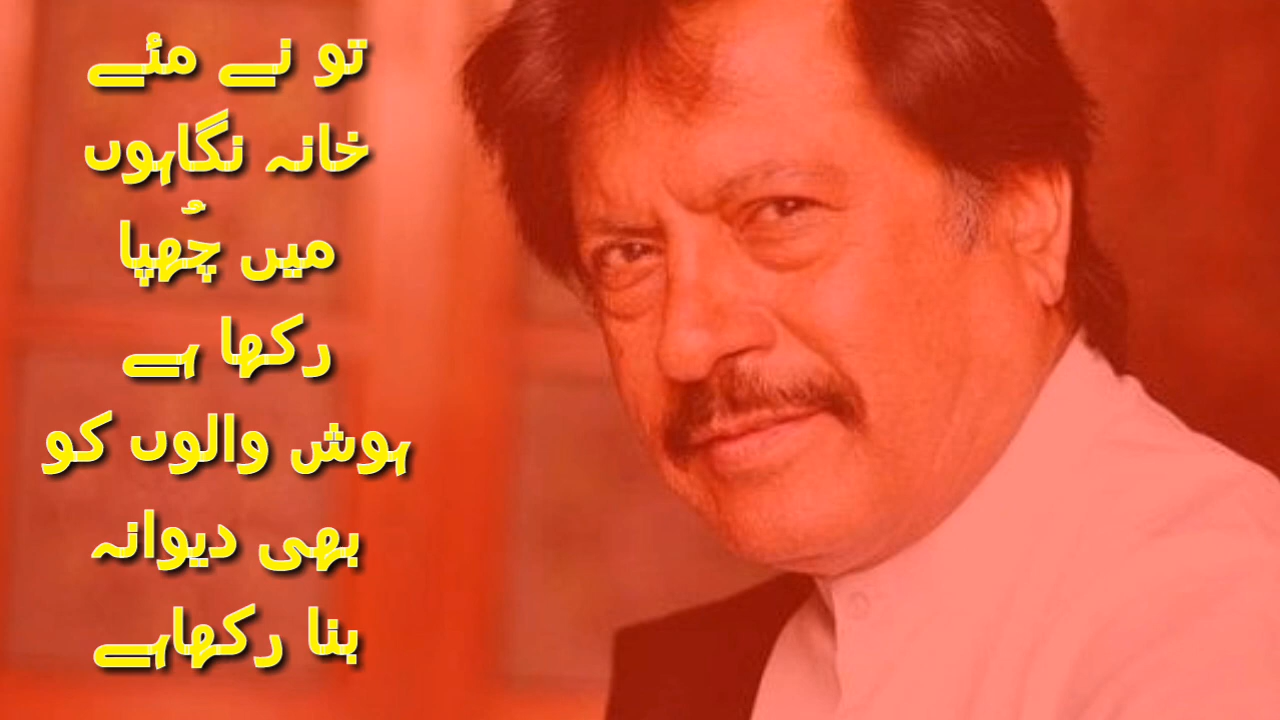 تو نے مئے
خانہ نگاہوں
میں چُھپا
رکھا ہے
ہوش والوں کو
بھی دیوانہ
بنا رکھاہے